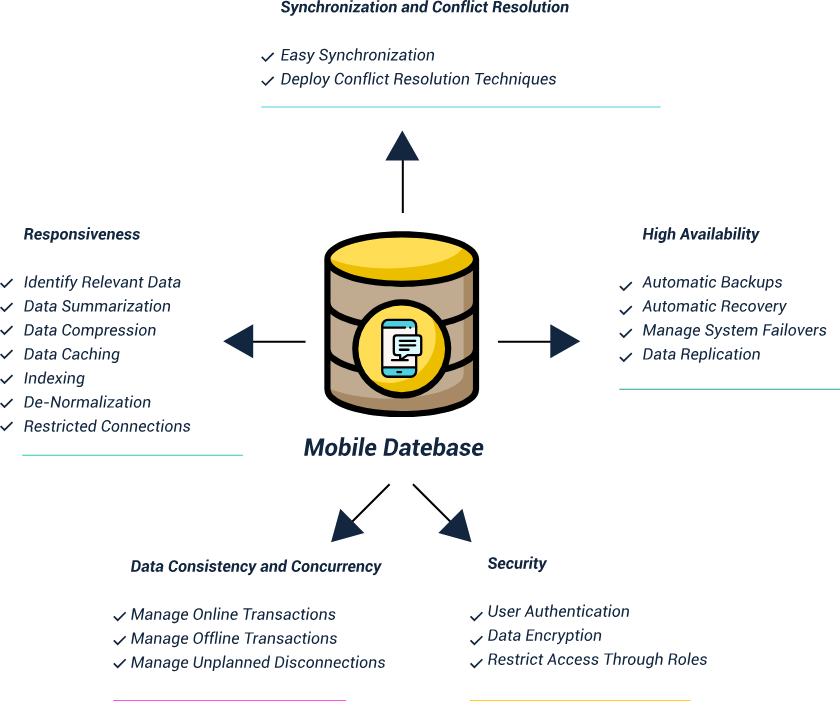 Synchronization and Conflict Resolution
Easy Synchronization
Deploy Conflict Resolution Techniques
Responsiveness
Identify Relevant Data
Data Summarization
Data Compression
Data Caching
Indexing
De-Normalization
Restricted Connections
High Availability
Automatic Backups
Automatic Recovery
Manage System Failovers
Data Replication
Mobile Datebase
Data Consistency and Concurrency
Manage Online Transactions
Manage Offline Transactions
Manage Unplanned Disconnections
Security
User Authentication
Data Encryption
Restrict Access Through Roles